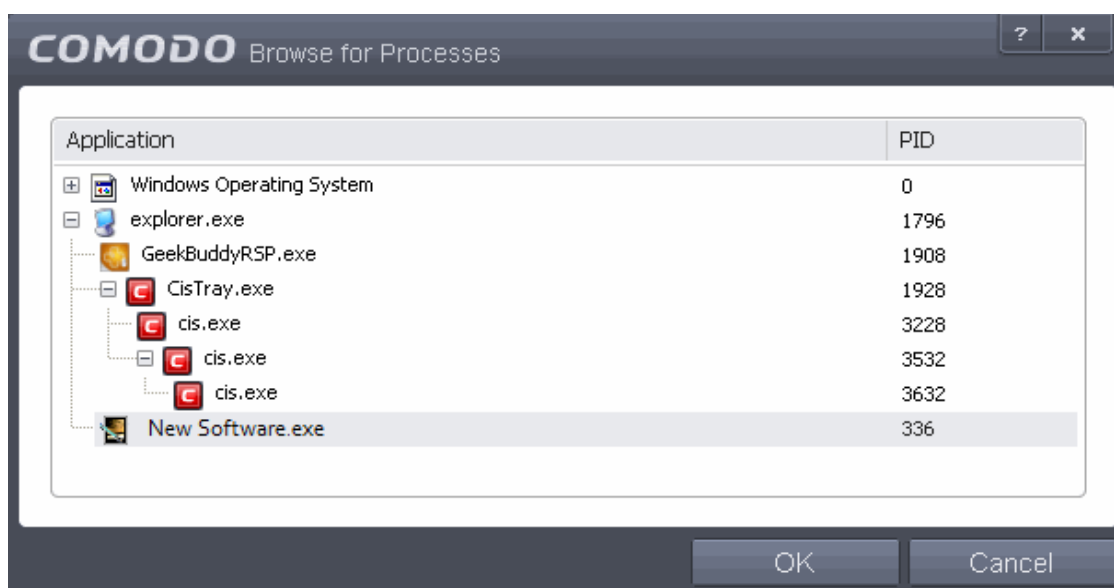 COMODO Browse for Processes ? x
Application PID
Windows Operating System 0
explorer.exe 1796
GeekBuddyRSP.exe 1908
CisTray.exe 1928
cis.exe 3228
cis.exe 3532
cis.exe 3632
New Software.exe 336
OK Cancel